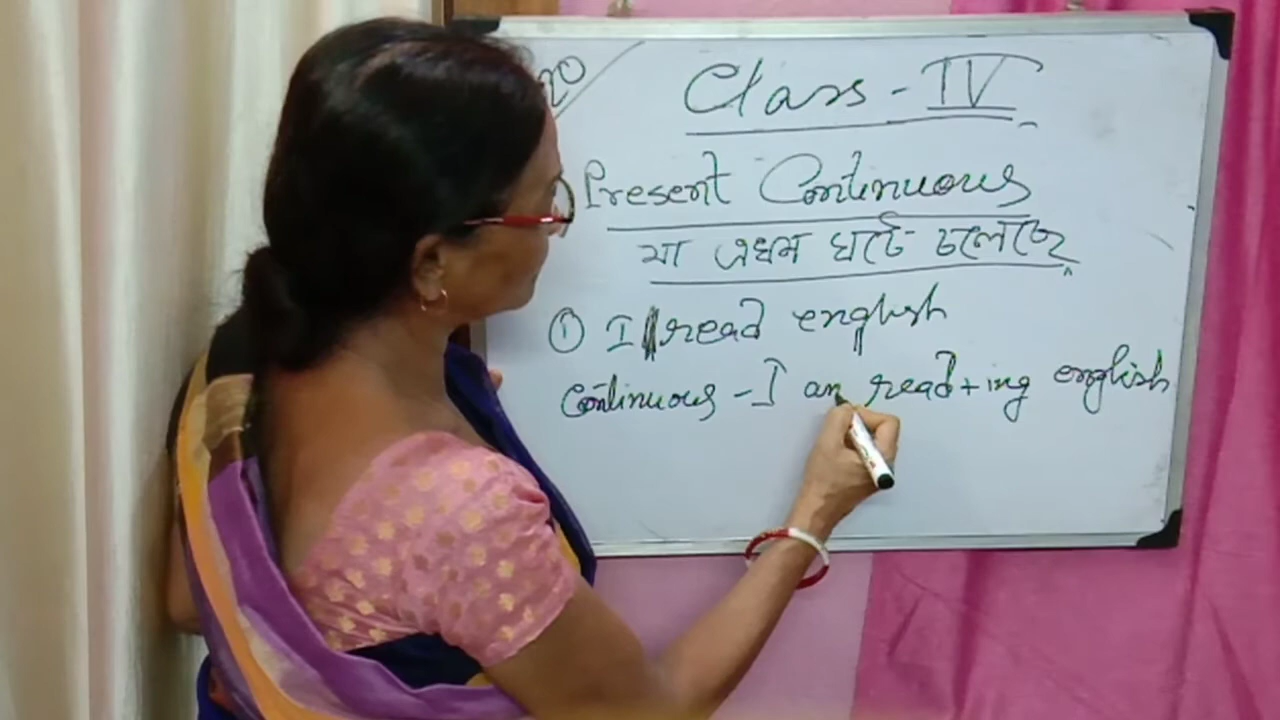 Class - IV
Present Continuous
যা এখন ঘটে চলেছে
① I read english
Continuous - I am read+ing english